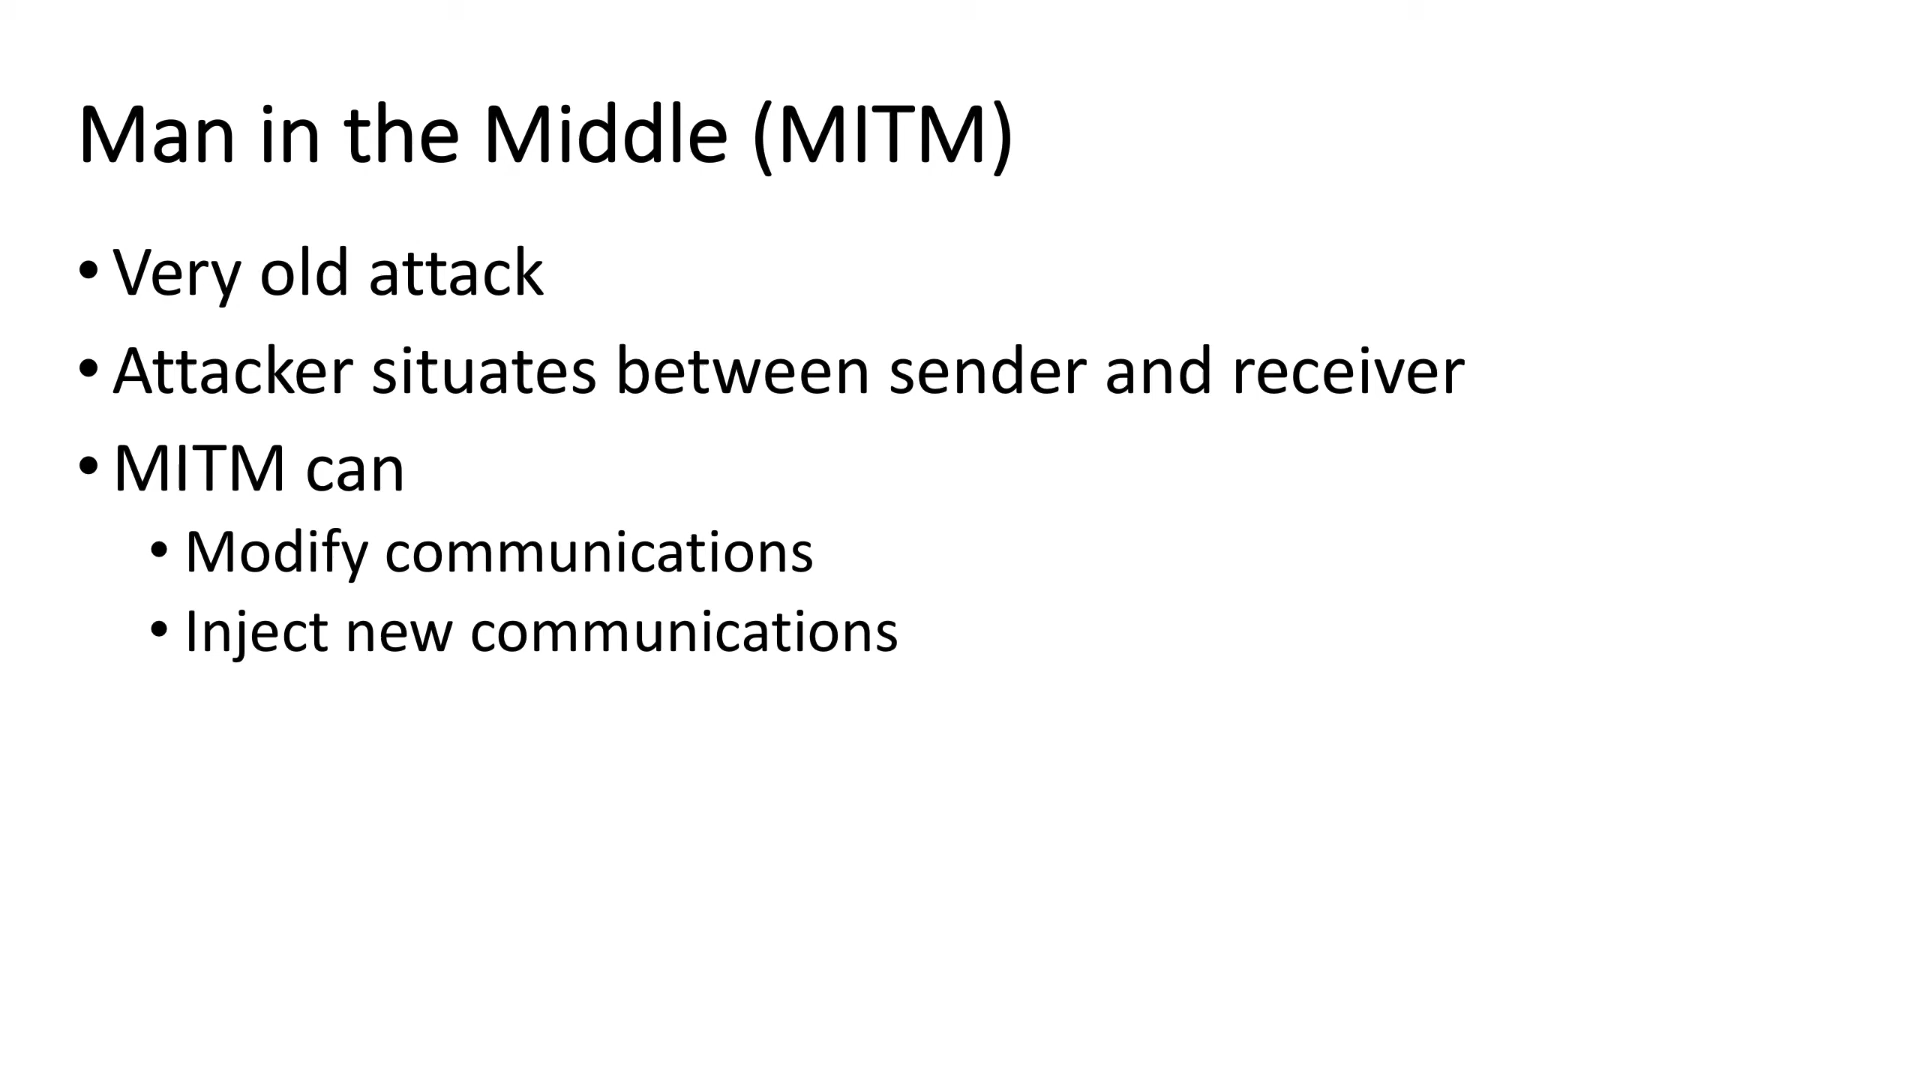 Man in the Middle (MITM)
• Very old attack
• Attacker situates between sender and receiver
• MITM can
• Modify communications
• Inject new communications